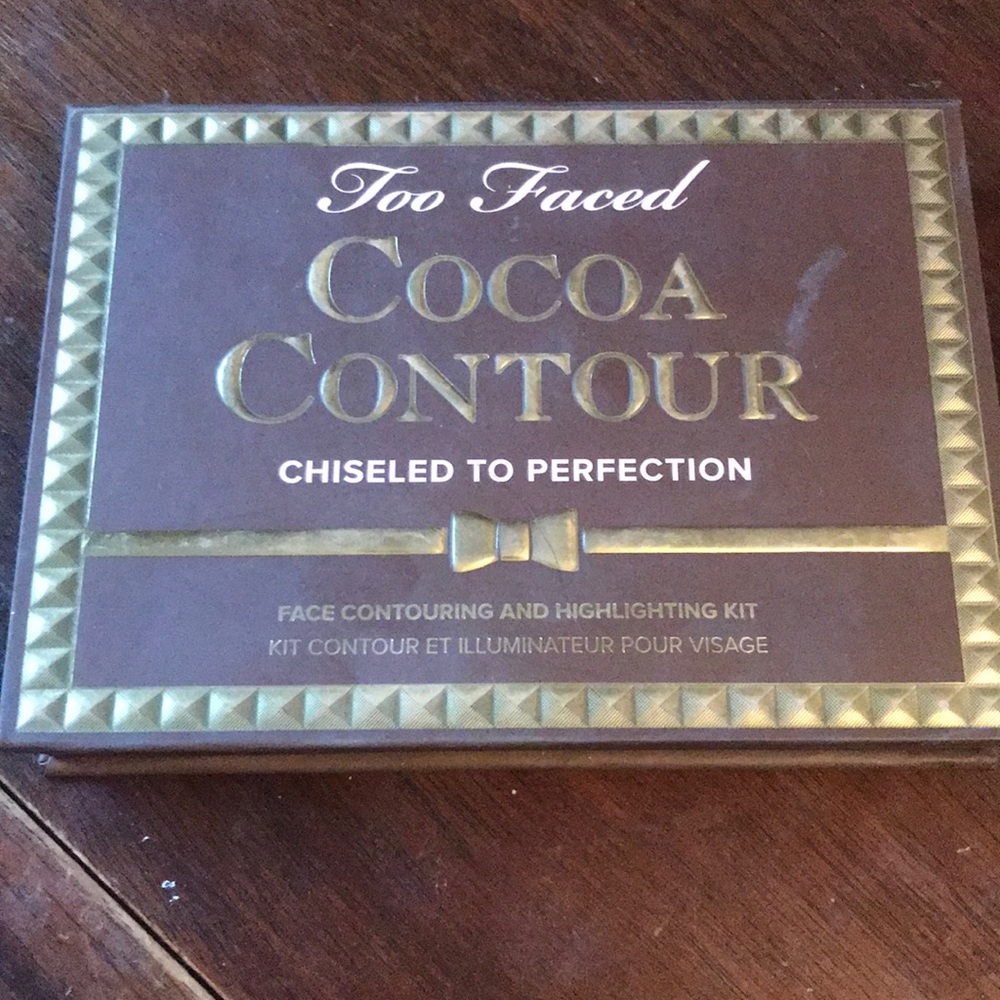 Too Faced
COCOA
CONTOUR
CHISELED TO PERFECTION
FACE CONTOURING AND HIGHLIGHTING KIT
KIT CONTOUR ET ILLUMINATEUR POUR VISAGE